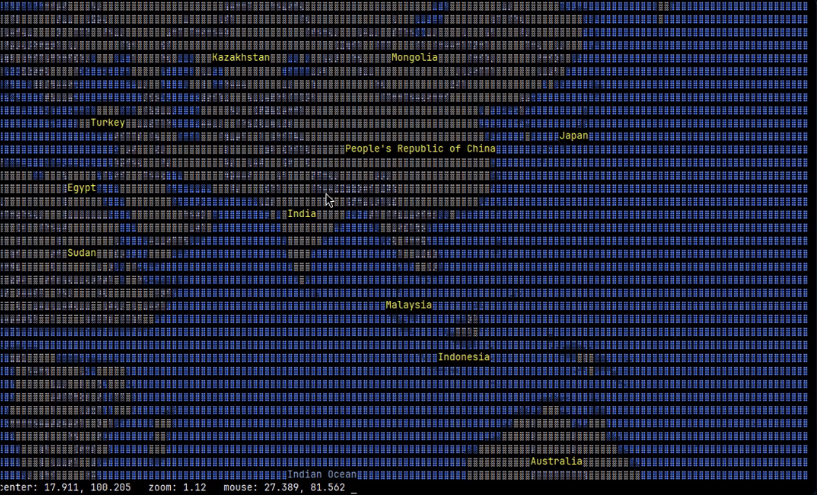 Kazakhstan Mongolia
Turkey
Japan
People's Republic of China
Egypt
India
Sudan
Malaysia
Indonesia
Australia
Indian Ocean
center: 17.911, 100.205 zoom: 1.12 mouse: 27.389, 81.562 _